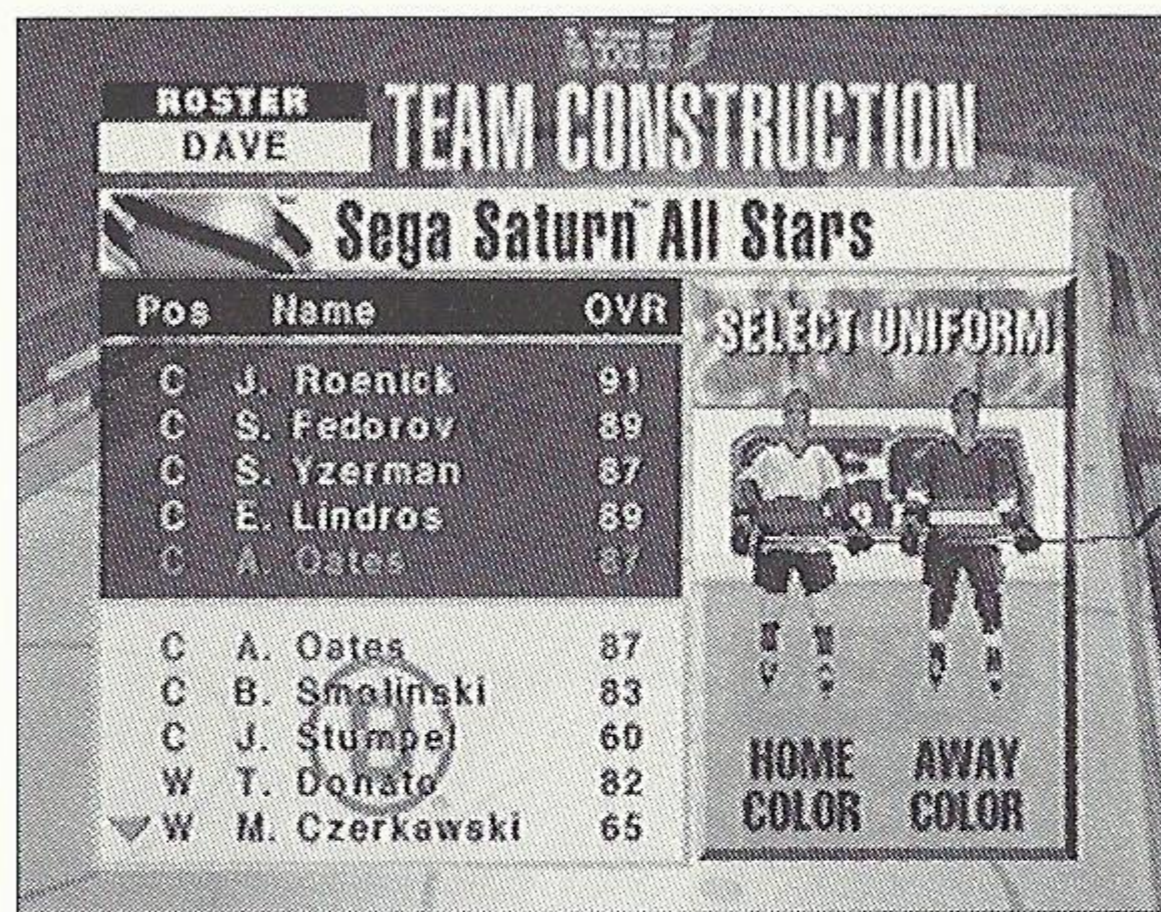 ROSTER
DAVE
TEAM CONSTRUCTION
Sega Saturn™ All Stars
Pos Name OVR
C J. Roenick 91
C S. Fedorov 89
C S. Yzerman 87
C E. Lindros 89
C A. Oates 87
C A. Oates 87
C B. Smolinski 83
C J. Stumpel 60
W T. Donato 82
W M. Czerkawski 65
SELECT UNIFORM
HOME COLOR
AWAY COLOR